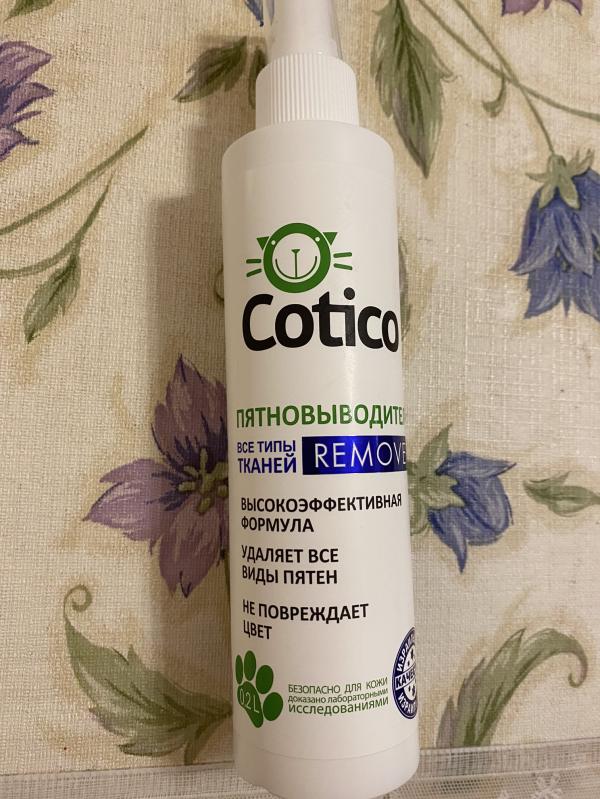 Cotico
ПЯТНОВЫВОДИТЕ
ВСЕ ТИПЫ
ТКАНЕЙ
REMOVE
ВЫСОКОЭФФЕКТИВНАЯ
ФОРМУЛА
УДАЛЯЕТ ВСЕ
ВИДЫ ПЯТЕН
НЕ ПОВРЕЖДАЕТ
ЦВЕТ
0,2 L
БЕЗОПАСНО ДЛЯ КОЖИ
доказано лабораторными
исследованиями